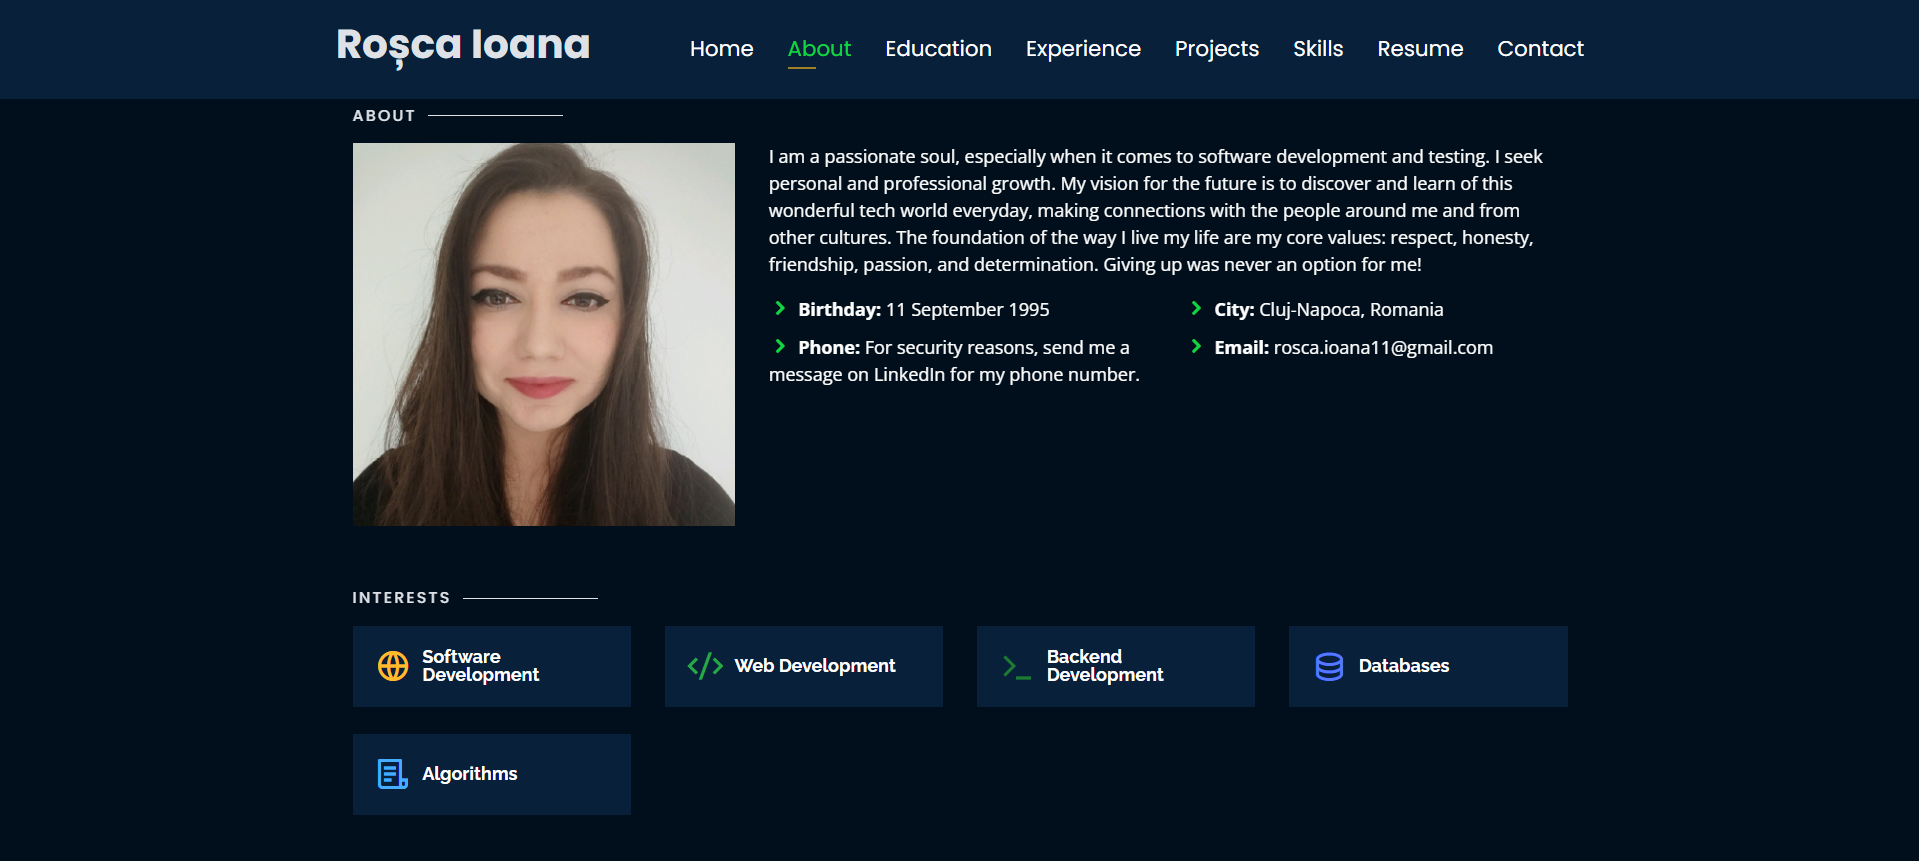 Roșca Ioana
Home About Education Experience Projects Skills Resume Contact
ABOUT
I am a passionate soul, especially when it comes to software development and testing. I seek
personal and professional growth. My vision for the future is to discover and learn of this
wonderful tech world everyday, making connections with the people around me and from
other cultures. The foundation of the way I live my life are my core values: respect, honesty,
friendship, passion, and determination. Giving up was never an option for me!
Birthday: 11 September 1995
City: Cluj-Napoca, Romania
Phone: For security reasons, send me a
message on LinkedIn for my phone number.
Email: rosca.ioana11@gmail.com
INTERESTS
Software
Development
Web Development
Backend
Development
Databases
Algorithms